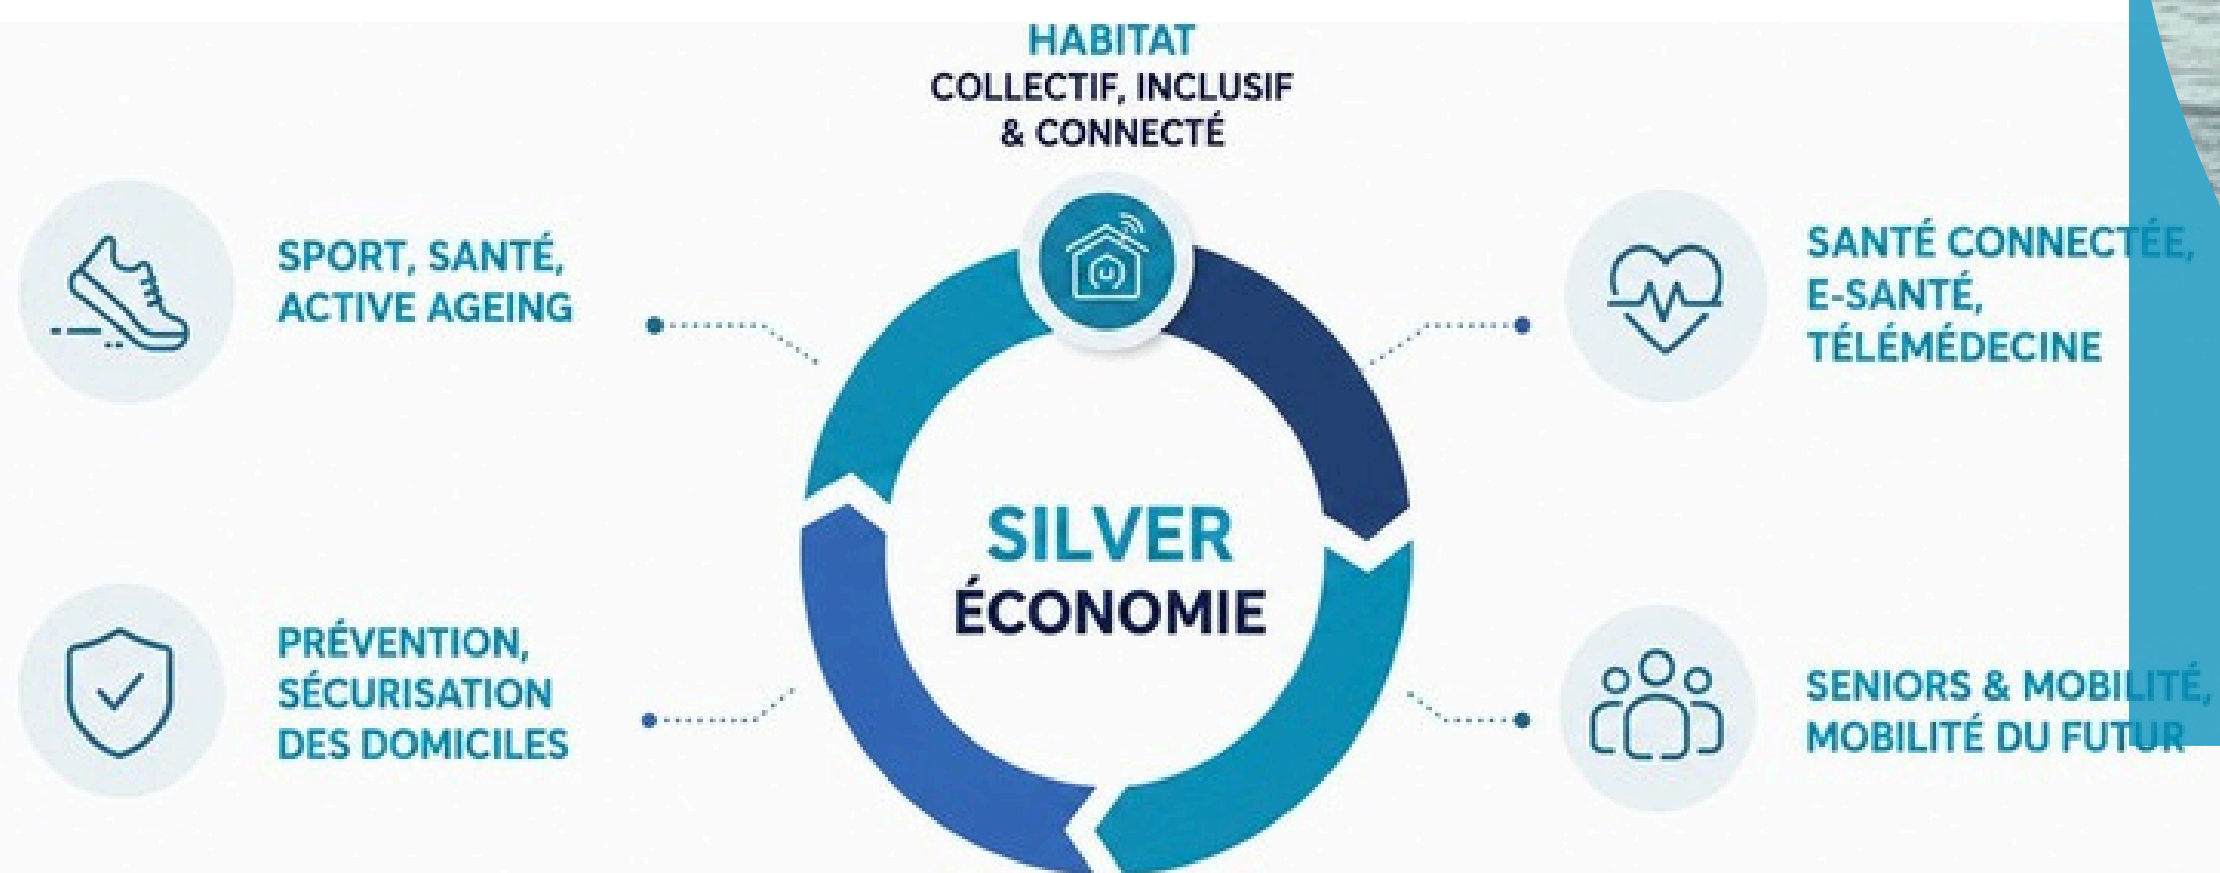 HABITAT
COLLECTIF, INCLUSIF
& CONNECTÉ
SPORT, SANTÉ,
ACTIVE AGEING
SANTÉ CONNECTÉE,
E-SANTÉ,
TÉLÉMÉDECINE
SILVER
ÉCONOMIE
PRÉVENTION,
SÉCURISATION
DES DOMICILES
SENIORS & MOBILITÉ,
MOBILITÉ DU FUTUR